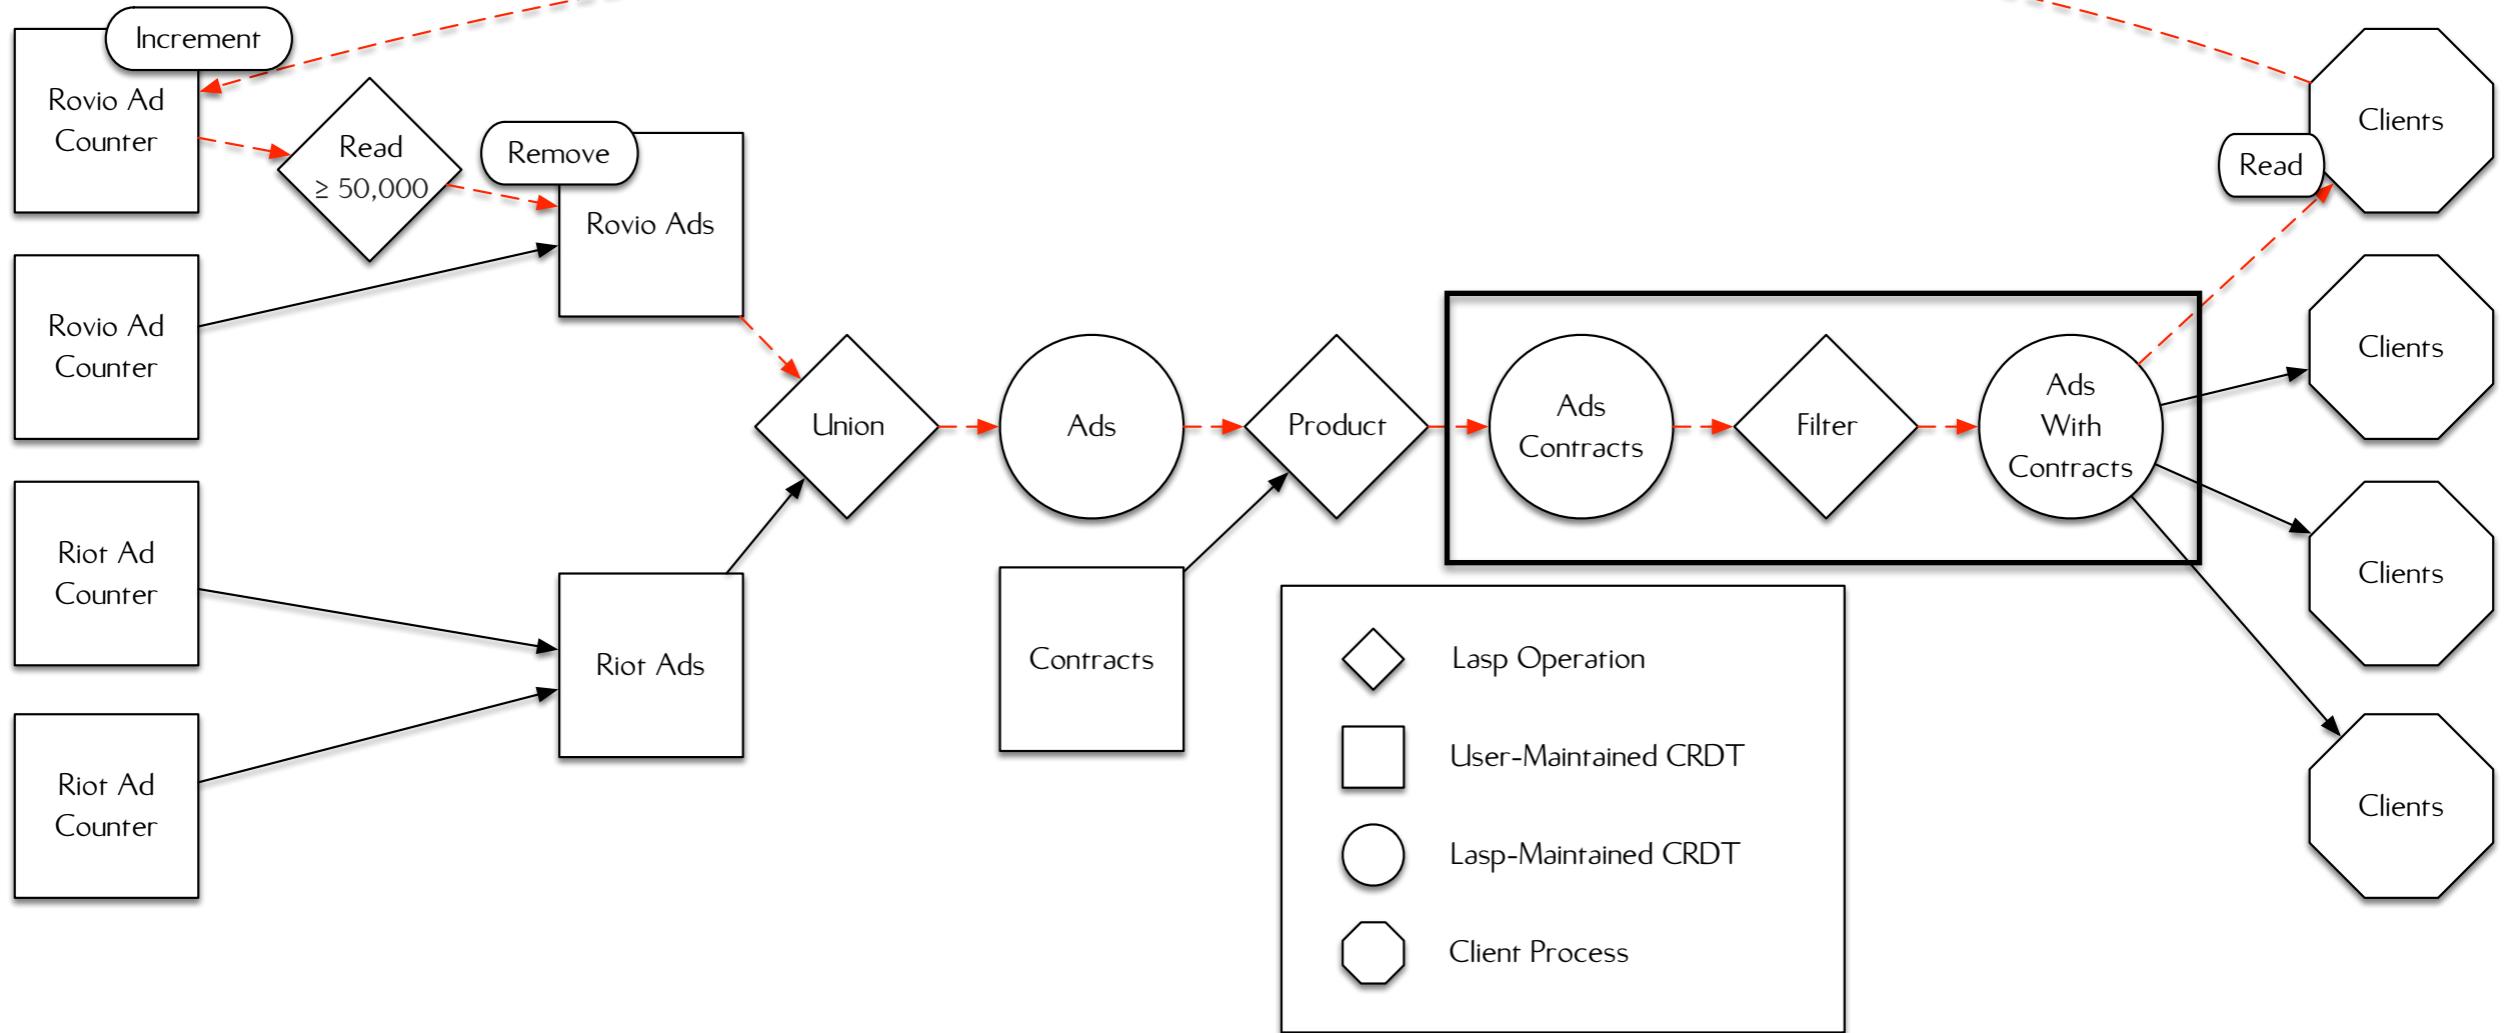 Increment
Rovio Ad
Counter
Read
≥ 50,000
Remove
Rovio Ads
Rovio Ad
Counter
Riot Ad
Counter
Riot Ad
Counter
Riot Ads
Union
Ads
Contracts
Product
Ads
Contracts
Filter
Ads
With
Contracts
Read
Clients
Clients
Clients
Clients
Lasp Operation
User-Maintained CRDT
Lasp-Maintained CRDT
Client Process